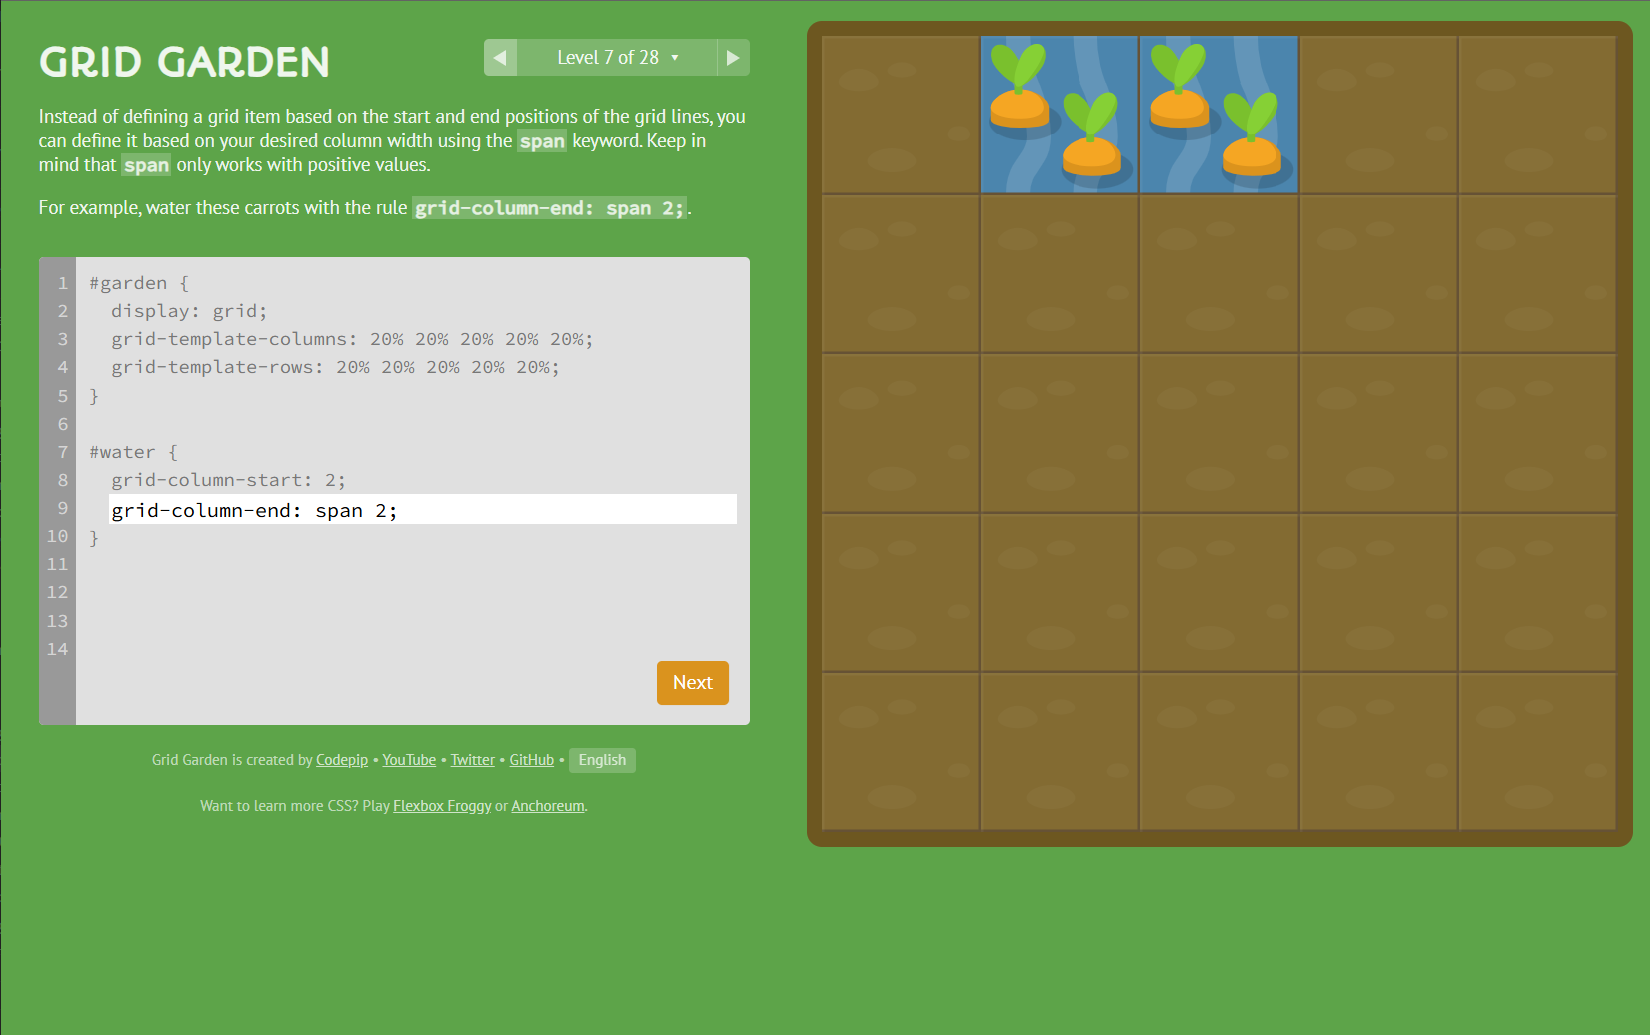 GRID GARDEN
◀ Level 7 of 28 ▾ ▶
Instead of defining a grid item based on the start and end positions of the grid lines, you
can define it based on your desired column width using the span keyword. Keep in
mind that span only works with positive values.
For example, water these carrots with the rule grid-column-end: span 2;.
1 #garden {
2   display: grid;
3   grid-template-columns: 20% 20% 20% 20% 20%;
4   grid-template-rows: 20% 20% 20% 20% 20%;
5 }
6
7 #water {
8   grid-column-start: 2;
9   grid-column-end: span 2;
10 }
11
12
13
14
Next
Grid Garden is created by Codepip • YouTube • Twitter • GitHub • English
Want to learn more CSS? Play Flexbox Froggy or Anchoreum.